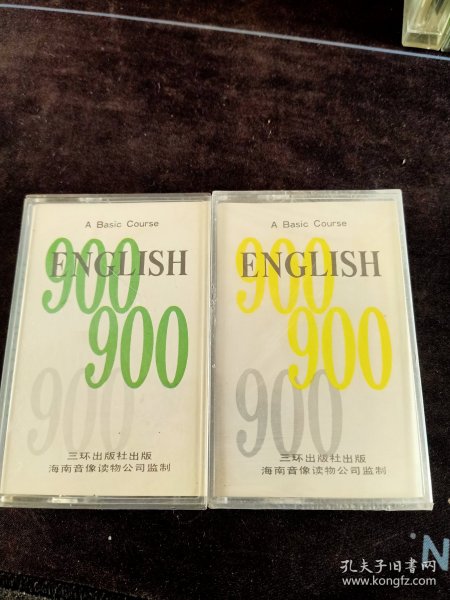 A Basic Course
900
ENGLISH
900
900
三环出版社出版
海南音像读物公司监制
A Basic Course
900
ENGLISH
900
900
三环出版社出版
海南音像读物公司监制
N
孔夫子旧书网
www.kongfz.com